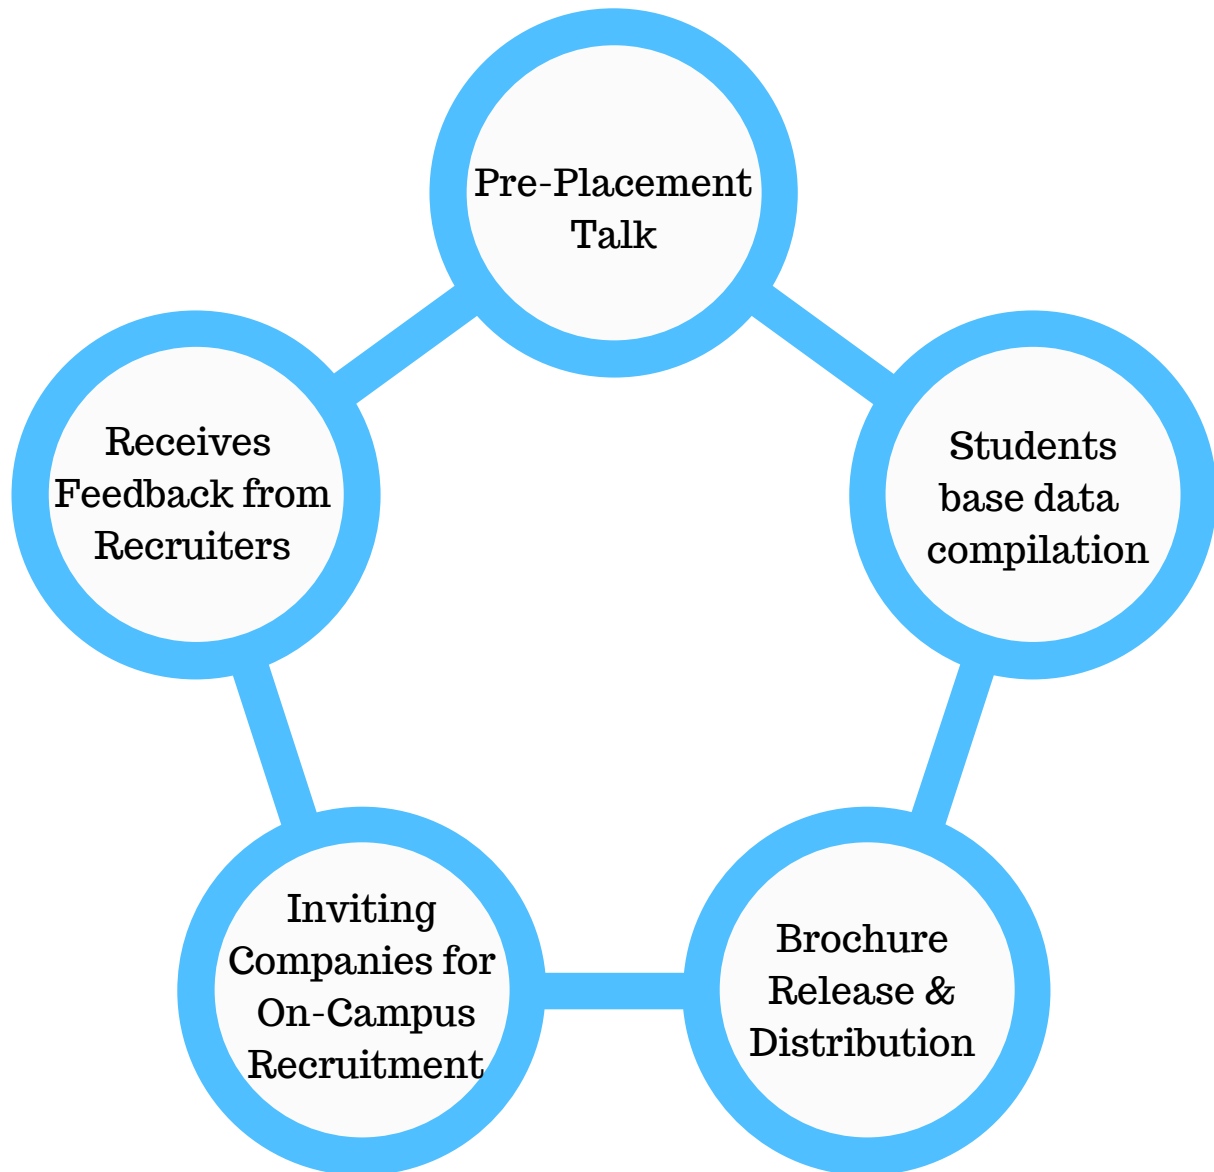 Pre-Placement
Talk
Students
base data
compilation
Brochure
Release &
Distribution
Inviting
Companies for
On-Campus
Recruitment
Receives
Feedback from
Recruiters